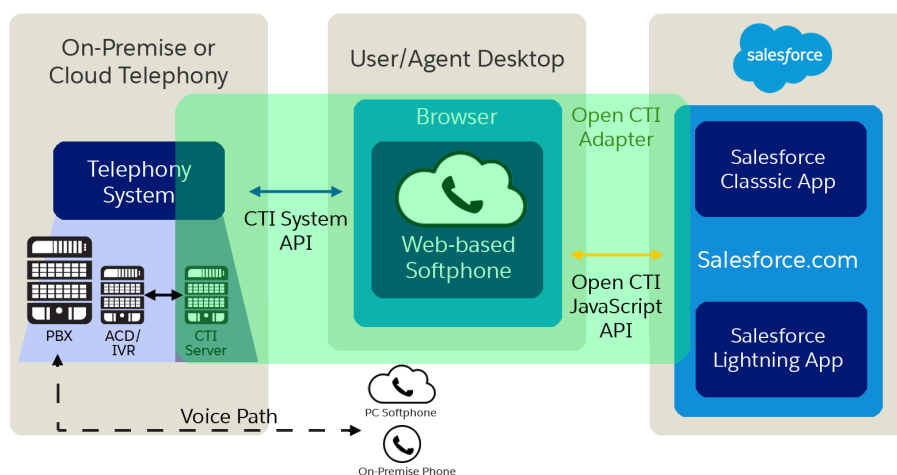 On-Premise or
Cloud Telephony
User/Agent Desktop
salesforce
Telephony
System
CTI System
API
Browser
Web-based
Softphone
Open CTI
Adapter
Open CTI
JavaScript
API
Salesforce
Classsic App
Salesforce.com
Salesforce
Lightning App
PBX
ACD/
IVR
CTI
Server
Voice Path
PC Softphone
On-Premise Phone